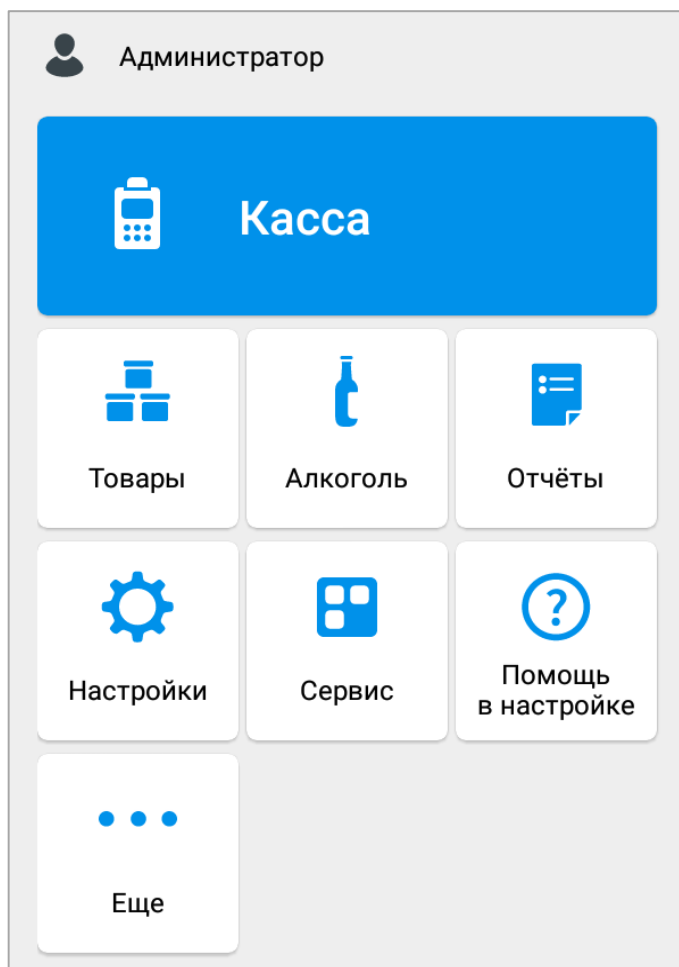 Администратор
Касса
Товары
Алкоголь
Отчёты
Настройки
Сервис
Помощь
в настройке
Еще